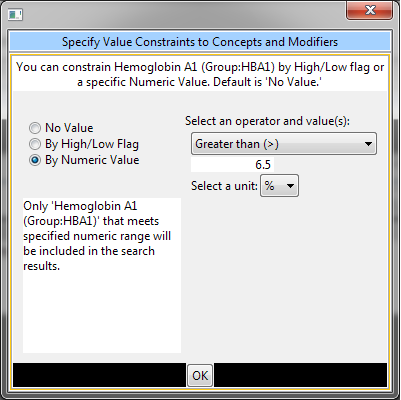 Specify Value Constraints to Concepts and Modifiers
You can constrain Hemoglobin A1 (Group:HBA1) by High/Low flag or
a specific Numeric Value. Default is 'No Value.'
No Value
By High/Low Flag
By Numeric Value
Select an operator and value(s):
Greater than (>)
6.5
Select a unit: %
Only 'Hemoglobin A1
(Group:HBA1)' that meets
specified numeric range will
be included in the search
results.
OK